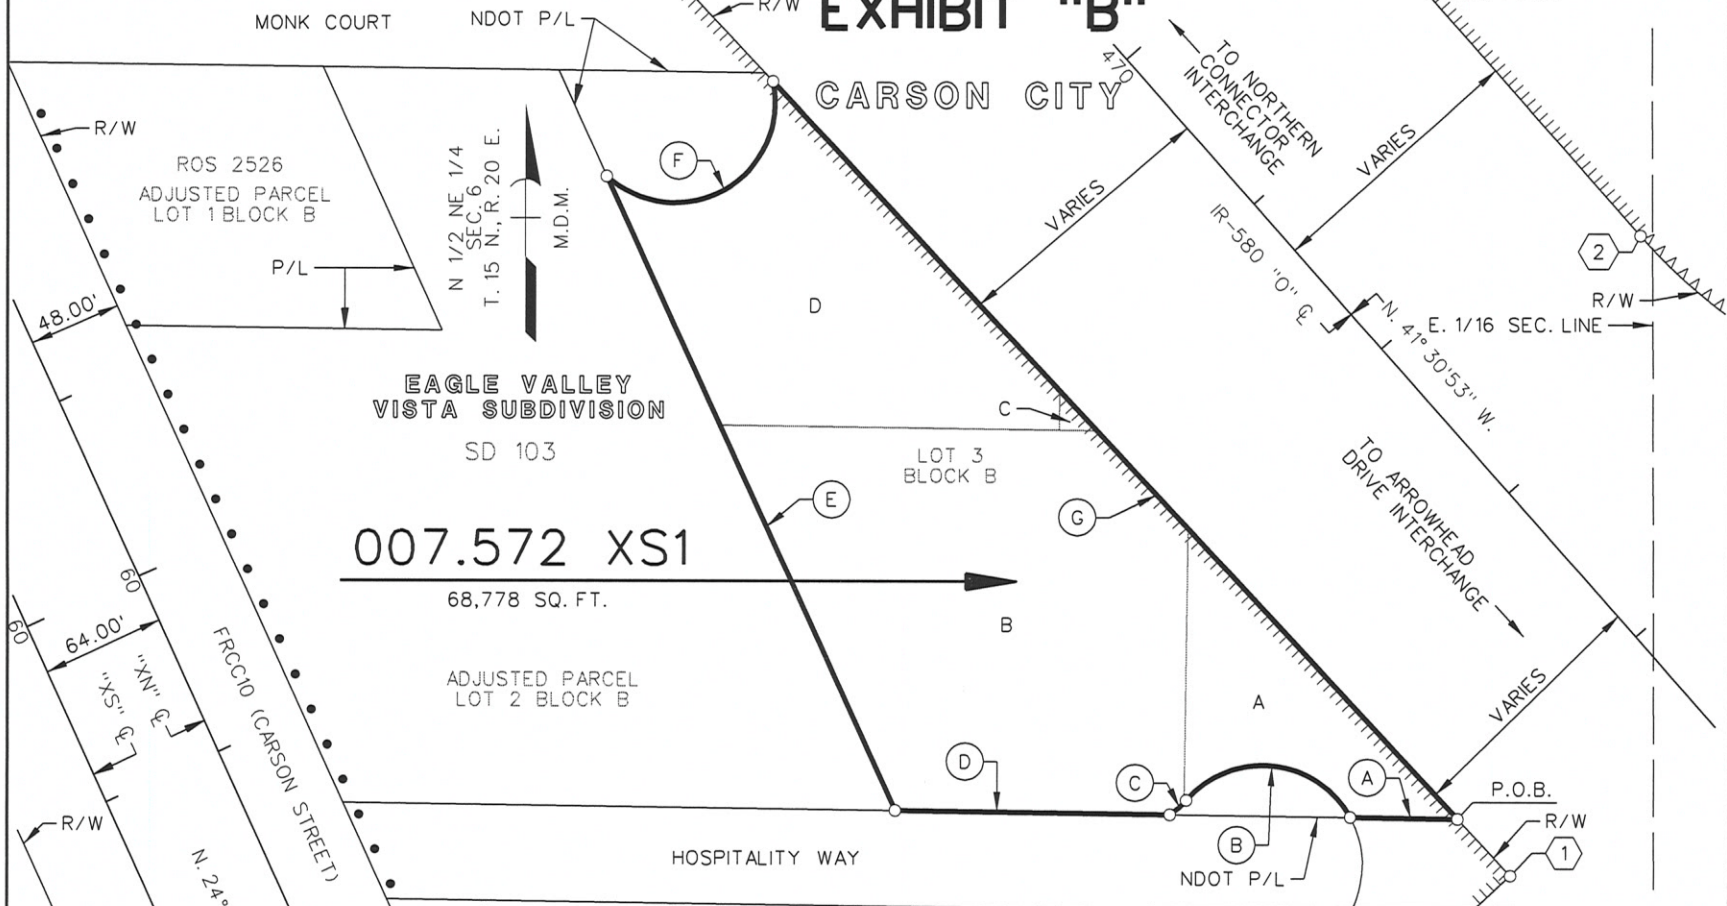 EXHIBIT "B"
CARSON CITY
MONK COURT
NDOT P/L
R/W
470
TO NORTHERN
CONNECTOR
INTERCHANGE
VARIES
VARIES
R/W
ROS 2526
ADJUSTED PARCEL
LOT 1 BLOCK B
P/L
N 1/2 NE 1/4
SEC. 6
T. 15 N., R. 20 E.
M.D.M.
F
D
IR-580 "O" ℄
N. 41° 30'53" W.
2
R/W
E. 1/16 SEC. LINE
48.00'
EAGLE VALLEY
VISTA SUBDIVISION
SD 103
C
LOT 3
BLOCK B
E
G
TO ARROWHEAD
DRIVE INTERCHANGE
007.572 XS1
68,778 SQ. FT.
B
60
60
64.00'
"XN" ℄
"XS" ℄
FRCC10 (CARSON STREET)
ADJUSTED PARCEL
LOT 2 BLOCK B
A
VARIES
D
C
A
P.O.B.
R/W
1
B
NDOT P/L
HOSPITALITY WAY
R/W
N. 24°